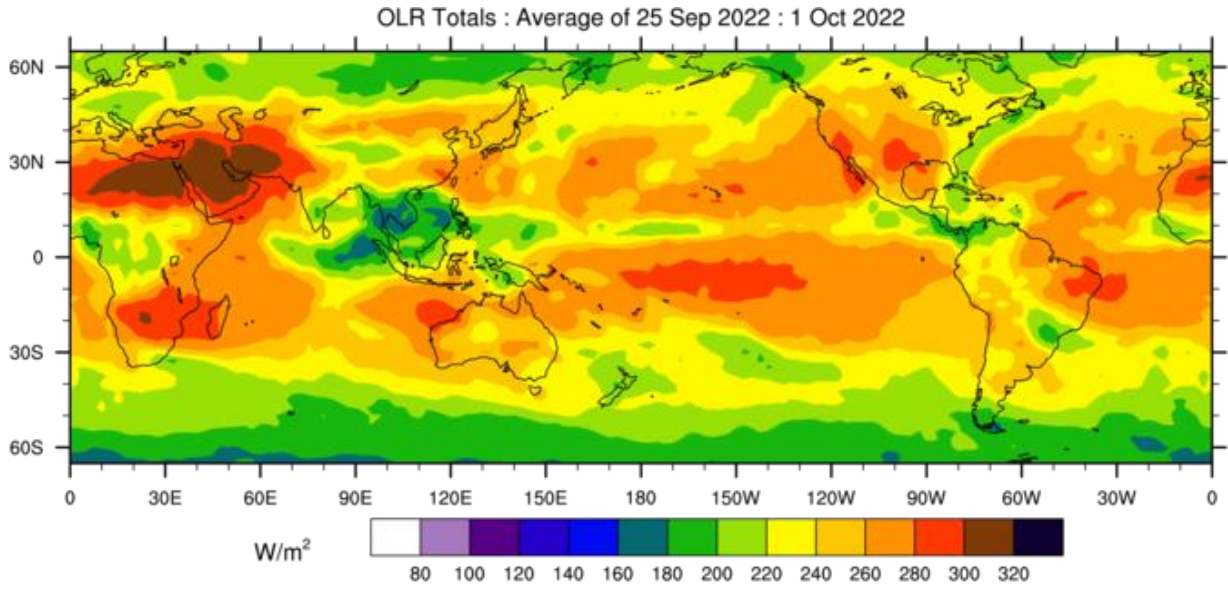 OLR Totals : Average of 25 Sep 2022 : 1 Oct 2022
60N
30N
0
30S
60S
0 30E 60E 90E 120E 150E 180 150W 120W 90W 60W 30W 0
W/m²
80 100 120 140 160 180 200 220 240 260 280 300 320